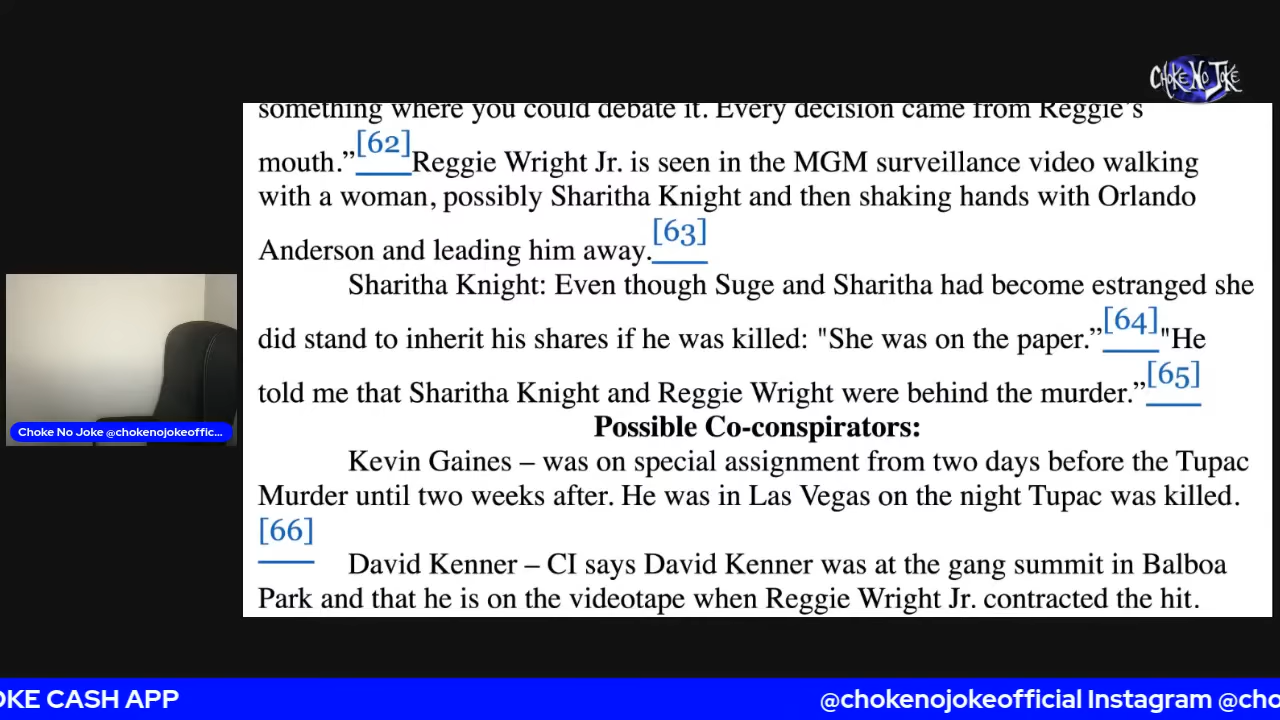 CHOKE NO JOKE
something where you could debate it. Every decision came from Reggie's
mouth.”[62]Reggie Wright Jr. is seen in the MGM surveillance video walking
with a woman, possibly Sharitha Knight and then shaking hands with Orlando
Anderson and leading him away.[63]
Sharitha Knight: Even though Suge and Sharitha had become estranged she
did stand to inherit his shares if he was killed: "She was on the paper.”[64]"He
told me that Sharitha Knight and Reggie Wright were behind the murder.”[65]
Possible Co-conspirators:
Kevin Gaines – was on special assignment from two days before the Tupac
Murder until two weeks after. He was in Las Vegas on the night Tupac was killed.
[66]
David Kenner – CI says David Kenner was at the gang summit in Balboa
Park and that he is on the videotape when Reggie Wright Jr. contracted the hit.
Choke No Joke @chokenojokeoffic...
OKE CASH APP
@chokenojokeofficial Instagram @cho